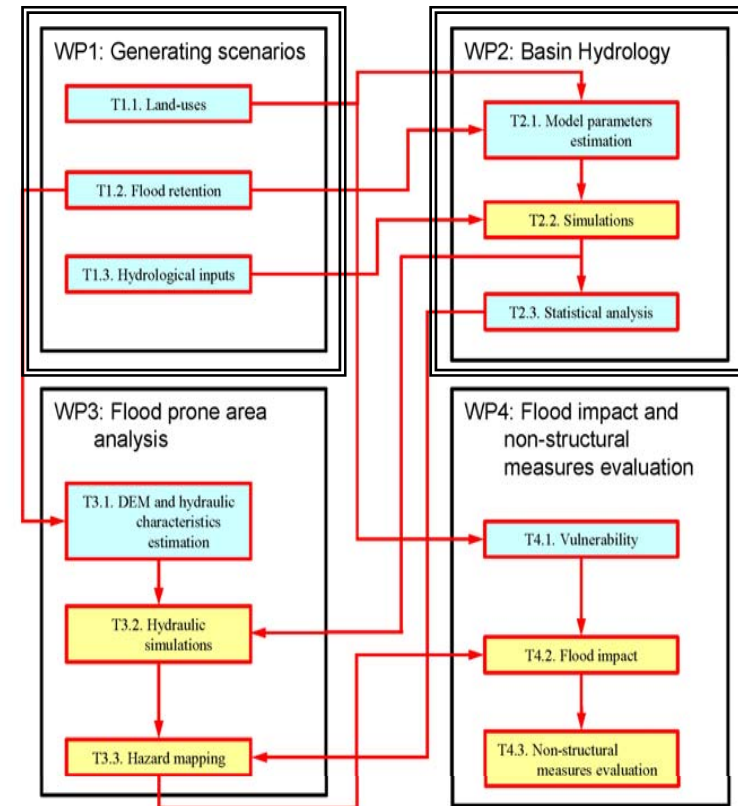 WP1: Generating scenarios
T1.1. Land-uses
T1.2. Flood retention
T1.3. Hydrological inputs
WP2: Basin Hydrology
T2.1. Model parameters
estimation
T2.2. Simulations
T2.3. Statistical analysis
WP3: Flood prone area
analysis
T3.1. DEM and hydraulic
characteristics
estimation
T3.2. Hydraulic
simulations
T3.3. Hazard mapping
WP4: Flood impact and
non-structural
measures evaluation
T4.1. Vulnerability
T4.2. Flood impact
T4.3. Non-structural
measures evaluation